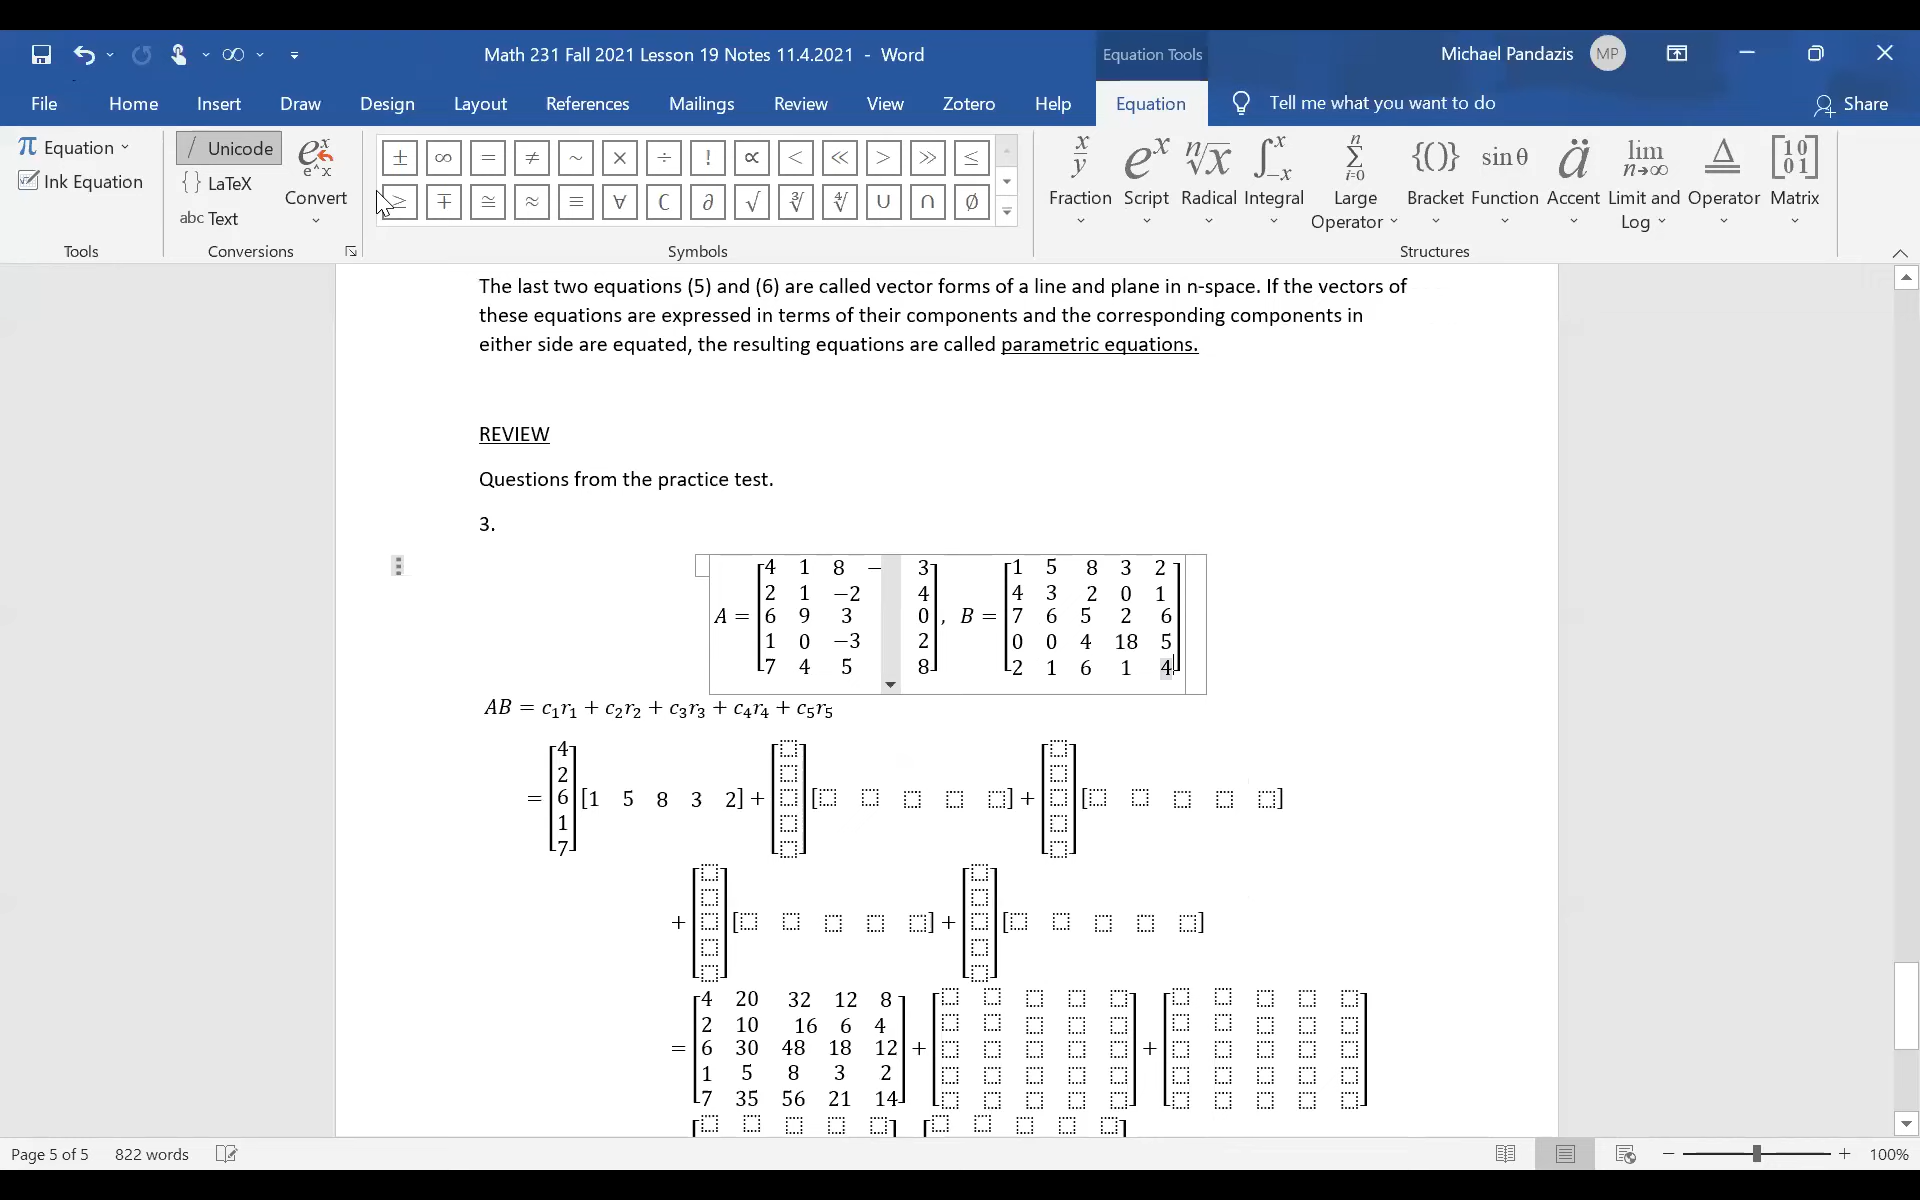 Math 231 Fall 2021 Lesson 19 Notes 11.4.2021 - Word
Equation Tools
Michael Pandazis MP
File Home Insert Draw Design Layout References Mailings Review View Zotero Help Equation Tell me what you want to do Share
π Equation
Ink Equation
Tools
/ Unicode
{} LaTeX
abc Text
e^x
Convert
Conversions
± ∞ = ≠ ~ × ÷ ! ∝ < ≪ > ≫ ≤
≥ ∓ ≅ ≈ ≡ ∀ ∁ ∂ √ ∛ ∜ ∪ ∩ ∅
Symbols
x/y e^x ⁿ√x ∫ₓ {()} sin θ ä lim n→∞ ≜ [1 0 0 1]
n Σ i=0
Fraction Script Radical Integral Large Operator Bracket Function Accent Limit and Log Operator Matrix
Structures
The last two equations (5) and (6) are called vector forms of a line and plane in n-space. If the vectors of
these equations are expressed in terms of their components and the corresponding components in
either side are equated, the resulting equations are called parametric equations.
REVIEW
Questions from the practice test.
3.
4 1 8 − 3 1 5 8 3 2
2 1 −2 4 4 3 2 0 1
A = 6 9 3 0 , B = 7 6 5 2 6
1 0 −3 2 0 0 4 18 5
7 4 5 8 2 1 6 1 4
AB = c₁r₁ + c₂r₂ + c₃r₃ + c₄r₄ + c₅r₅
4
2
= 6 [1 5 8 3 2] + [ ] + [ ]
1
7
+ [ ] + [ ]
4 20 32 12 8
2 10 16 6 4
= 6 30 48 18 12 + +
1 5 8 3 2
7 35 56 21 14
Page 5 of 5 822 words 100%